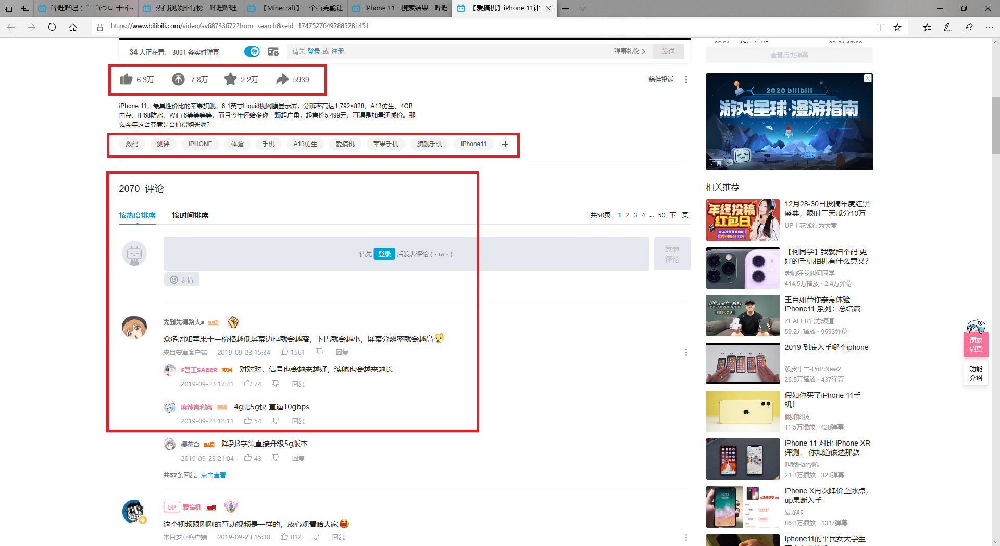 哔哩哔哩 (゜-゜)つロ 干杯~
热门视频排行榜 - 哔哩哔哩
【Minecraft】一个看完能让
iPhone 11 - 搜索结果 - 哔哩
【爱搞机】iPhone 11评
https://www.bilibili.com/video/av68733672?from=search&seid=17475276492885281451
34 人正在看， 3001 条实时弹幕
弹
请先 登录 或 注册
弹幕礼仪
发送
查看历史弹幕
6.3万
7.8万
2.2万
5939
稿件投诉
iPhone 11，最具性价比的苹果旗舰，6.1英寸Liquid视网膜显示屏，分辨率高达1,792×828，A13仿生、4GB
内存、IP68防水、WiFi 6等等等等，而且今年还给多你一颗超广角，起售价5,499元，可谓是加量还减价。那
么今年这台究竟是否值得购买呢？
数码
测评
IPHONE
体验
手机
A13仿生
爱搞机
苹果手机
旗舰手机
iPhone11
2070 评论
按热度排序
按时间排序
共50页 1 2 3 4 ... 50 下一页
请先 登录 后发表评论 (・ω・)
发表
评论
表情
先到先得路人a LV4
众多周知苹果十一价格越低屏幕边框就会越窄，下巴就会越小，屏幕分辨率就会越高
来自安卓客户端 2019-09-23 15:34 1561 回复
F吾王SABER LV5 对对对，信号也会越来越好，续航也会越来越长
2019-09-23 17:41 74 回复
麻辣奥利奥 LV4 4g比5g快 直逼10gbps
2019-09-23 18:11 54 回复
樱花台 LV5 降到3字头直接升级5g版本
2019-09-23 21:04 43 回复
共37条回复, 点击查看
UP 爱搞机 LV6
这个视频跟刚刚的互动视频是一样的，放心观看哈大家
来自安卓客户端 2019-09-23 15:30 812 回复
2020 bilibili
游戏星球·漫游指南
GAMEPLANET
广告
相关推荐
年终投稿
红包日
#年度红黑盛典#
3天分10万
12月28-30日投稿年度红黑
盛典，限时三天瓜分10万
UP主花钱行为大赏
【何同学】我就扫个码 更
好的手机相机有什么意义？
老师好我叫何同学
414.5万播放 · 2.4万弹幕
iPhone11 系列
王自如带你亲身体验
iPhone11 系列：总结篇
ZEALER官方频道
59.2万播放 · 9593弹幕
2019 到底入手哪个iphone
泼皮牛二-PoPiNew2
26.5万播放 · 437弹幕
假如你买了iPhone 11手
机！
假如科技
11.5万播放 · 428弹幕
iPhone 11 对比 iPhone XR
评测， 你知道该选那款
叫我Harry吼
21.3万播放 · 320弹幕
¥3599.00
iPhone X再次降价至冰点，
up果断入手
暴龙咔
86.3万播放 · 1317弹幕
Iphone11的平民女大学生
播放
调查
功能
介绍